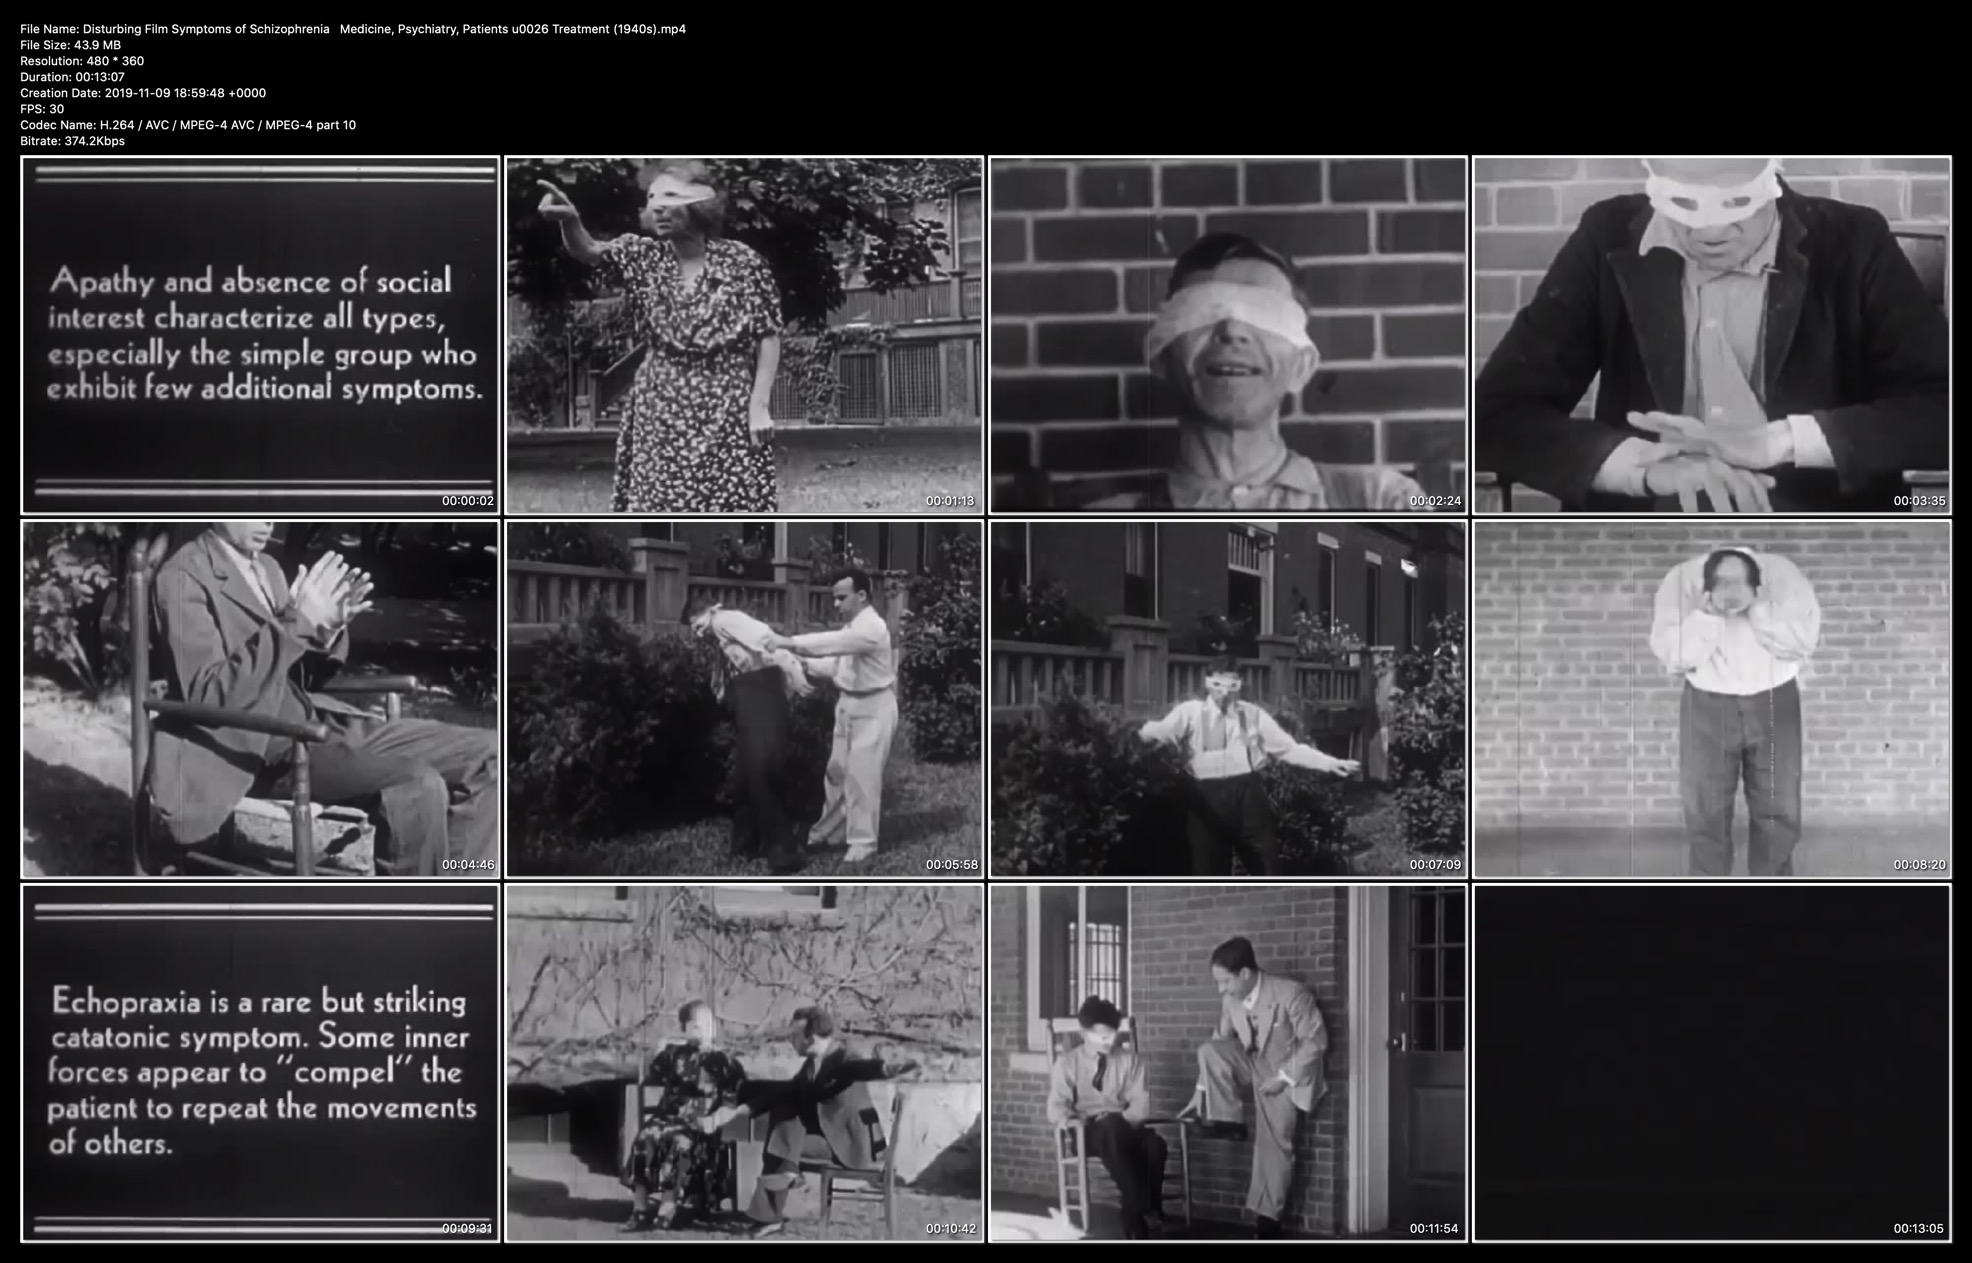 File Name: Disturbing Film Symptoms of Schizophrenia   Medicine, Psychiatry, Patients u0026 Treatment (1940s).mp4
File Size: 43.9 MB
Resolution: 480 * 360
Duration: 00:13:07
Creation Date: 2019-11-09 18:59:48 +0000
FPS: 30
Codec Name: H.264 / AVC / MPEG-4 AVC / MPEG-4 part 10
Bitrate: 374.2Kbps
Apathy and absence of social
interest characterize all types,
especially the simple group who
exhibit few additional symptoms.
00:00:02
00:01:13
00:02:24
00:03:35
00:04:46
00:05:58
00:07:09
00:08:20
Echopraxia is a rare but striking
catatonic symptom. Some inner
forces appear to "compel" the
patient to repeat the movements
of others.
00:09:31
00:10:42
00:11:54
00:13:05